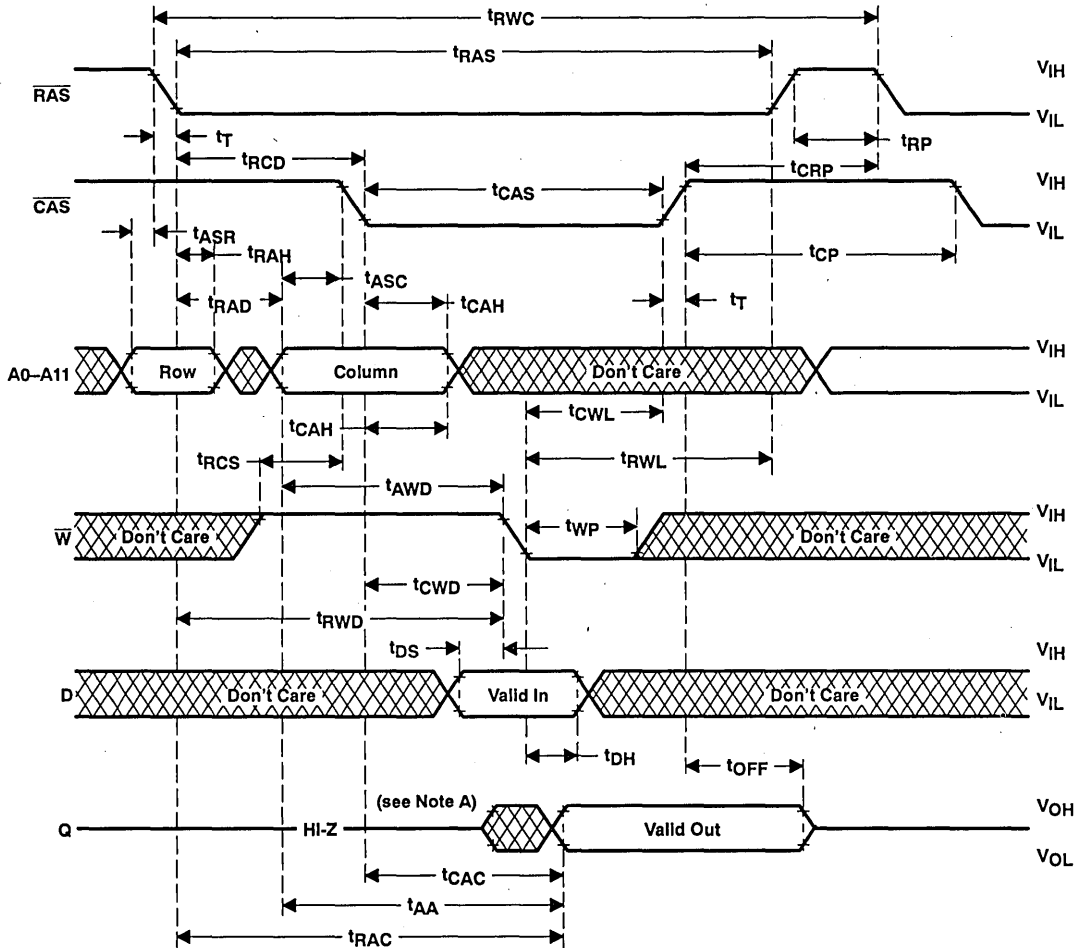 tRWC
tRAS
RAS
VIH
VIL
tT
tRP
tRCD
tCRP
CAS
tCAS
VIH
VIL
tASR
tRAH
tCP
tASC
tRAD
tCAH
tT
A0–A11
Row
Column
Don't Care
VIH
VIL
tCWL
tCAH
tRCS
tRWL
tAWD
W
Don't Care
tWP
Don't Care
VIH
VIL
tCWD
tRWD
tDS
D
Don't Care
Valid In
Don't Care
VIH
VIL
tDH
tOFF
(see Note A)
Q
HI-Z
Valid Out
VOH
VOL
tCAC
tAA
tRAC